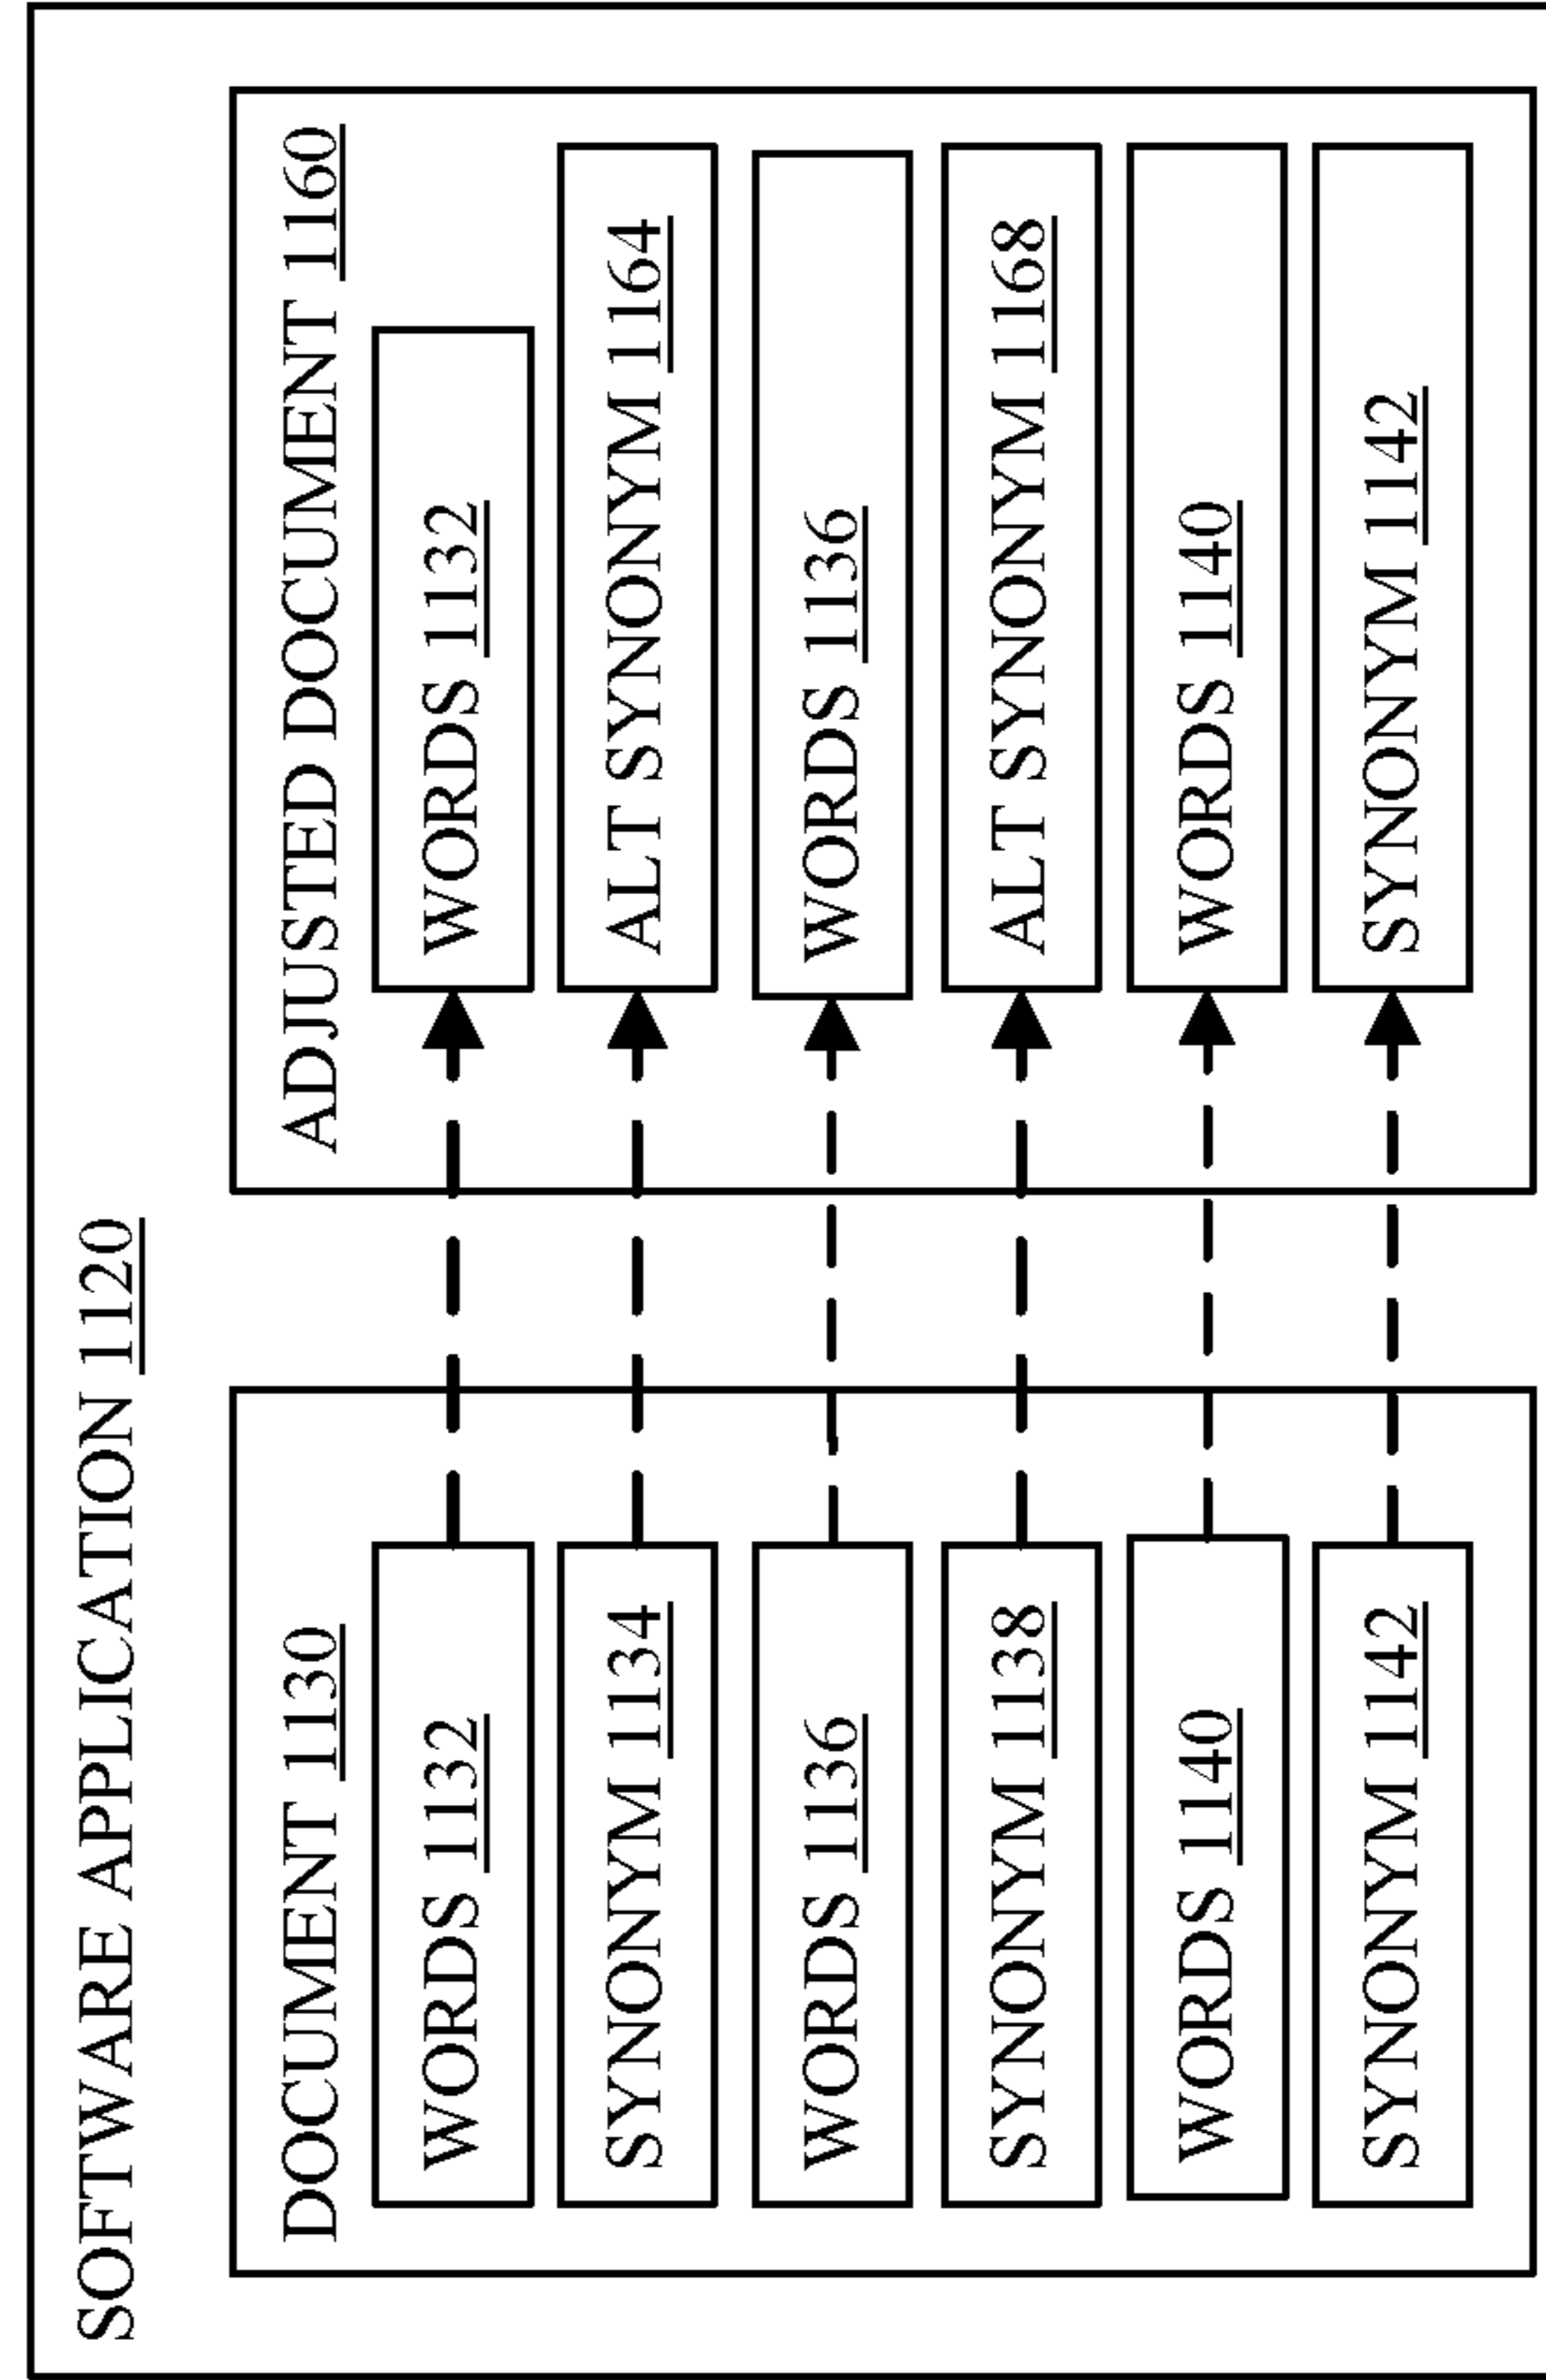 SOFTWARE APPLICATION 1120
DOCUMENT 1130
WORDS 1132
SYNONYM 1134
WORDS 1136
SYNONYM 1138
WORDS 1140
SYNONYM 1142
ADJUSTED DOCUMENT 1160
WORDS 1132
ALT SYNONYM 1164
WORDS 1136
ALT SYNONYM 1168
WORDS 1140
SYNONYM 1142